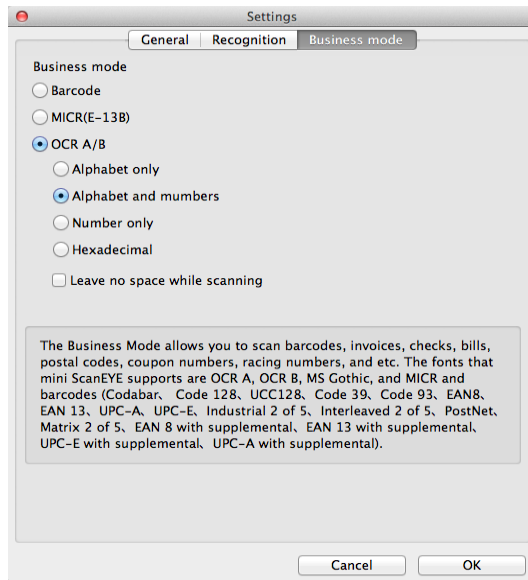 Settings
General Recognition Business mode
Business mode
Barcode
MICR(E-13B)
OCR A/B
Alphabet only
Alphabet and mumbers
Number only
Hexadecimal
Leave no space while scanning
The Business Mode allows you to scan barcodes, invoices, checks, bills,
postal codes, coupon numbers, racing numbers, and etc. The fonts that
mini ScanEYE supports are OCR A, OCR B, MS Gothic, and MICR and
barcodes (Codabar、 Code 128、UCC128、Code 39、Code 93、EAN8、
EAN 13、UPC-A、UPC-E、Industrial 2 of 5、Interleaved 2 of 5、PostNet、
Matrix 2 of 5、EAN 8 with supplemental、EAN 13 with supplemental、
UPC-E with supplemental、UPC-A with supplemental).
Cancel OK